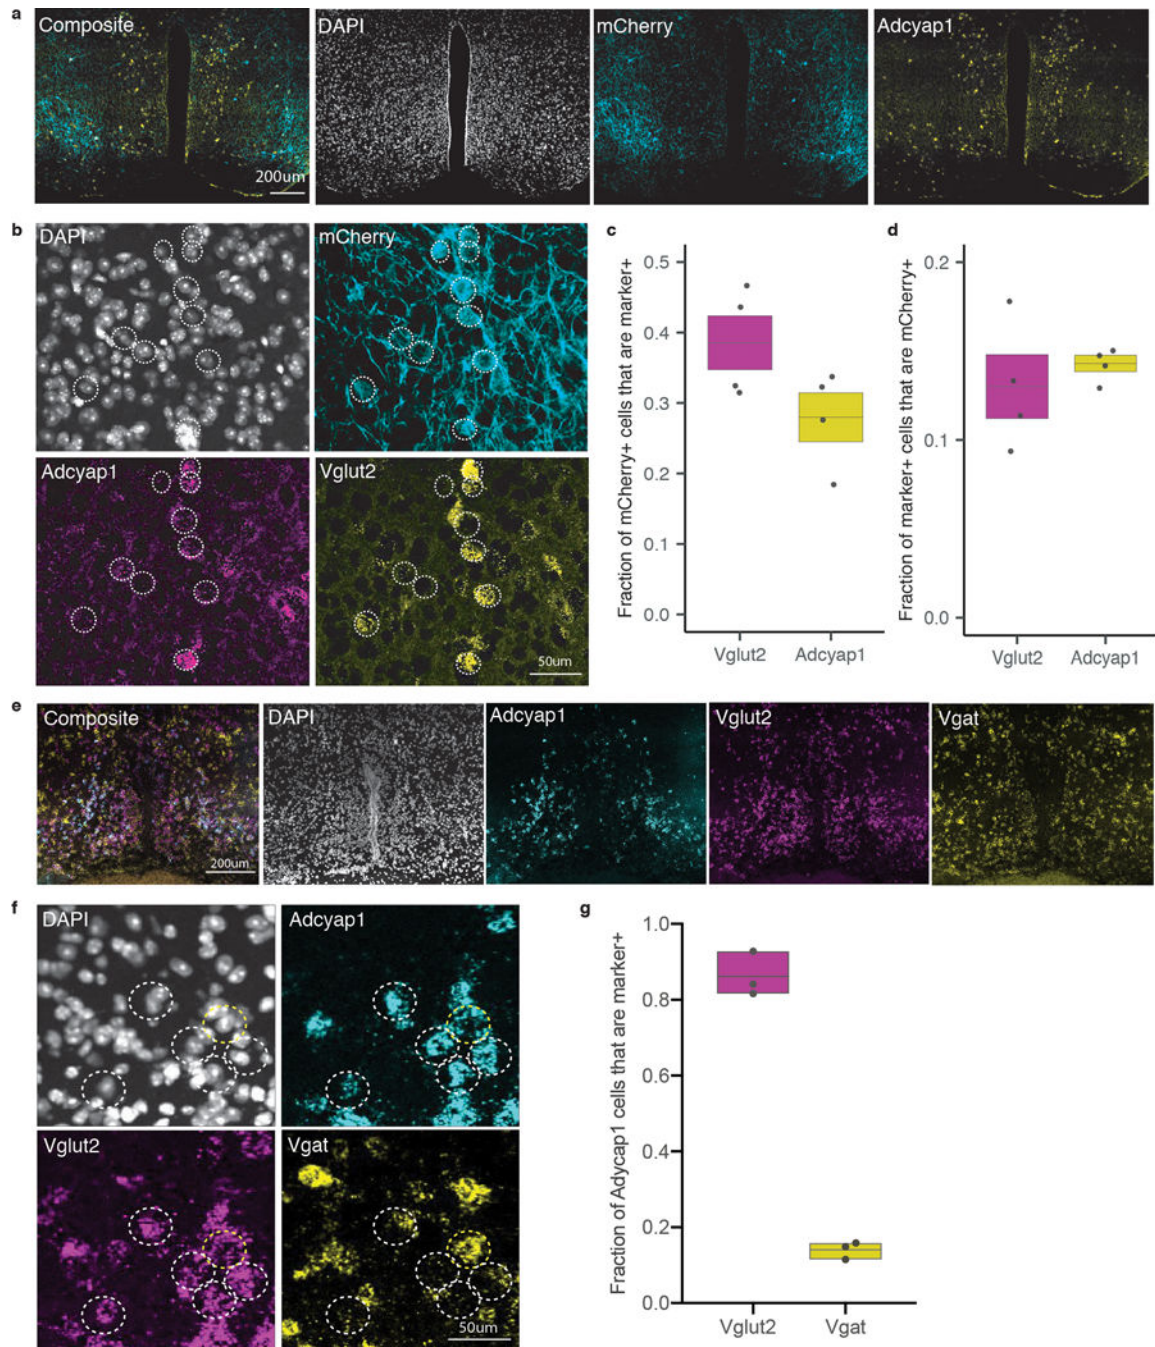 a
Composite
DAPI
mCherry
Adcyap1
200um
b
DAPI
mCherry
Adcyap1
Vglut2
50um
c
Fraction of mCherry+ cells that are marker+
0.5
0.4
0.3
0.2
0.1
0.0
Vglut2 Adcyap1
d
Fraction of marker+ cells that are mCherry+
0.2
0.1
0.0
Vglut2 Adcyap1
e
Composite
DAPI
Adcyap1
Vglut2
Vgat
200um
f
DAPI
Adcyap1
Vglut2
Vgat
50um
g
Fraction of Adycap1 cells that are marker+
1.0
0.8
0.6
0.4
0.2
0.0
Vglut2 Vgat